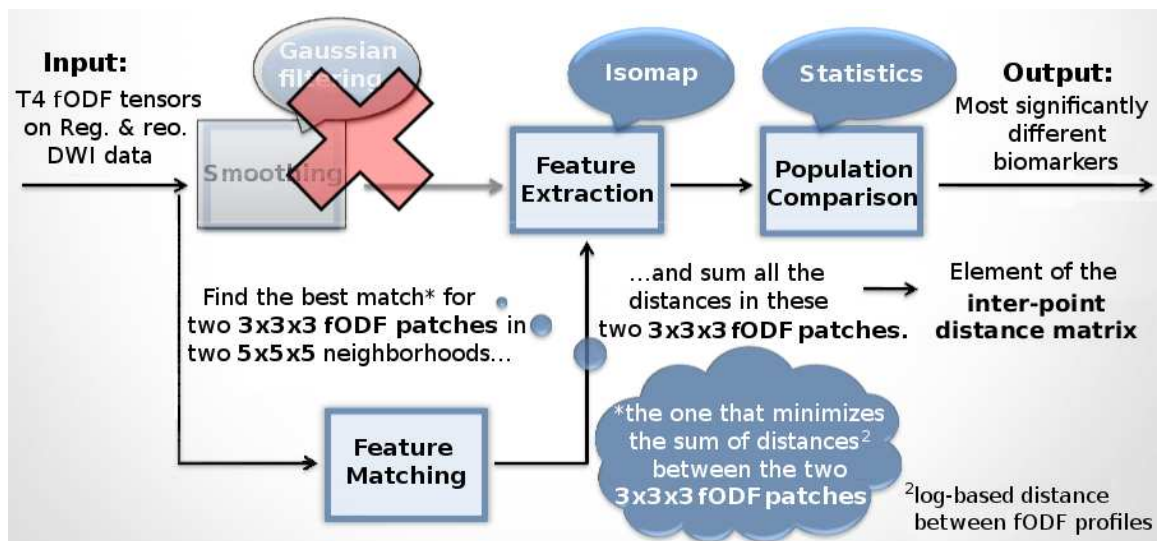 Input:
T4 fODF tensors
on Reg. & reo.
DWI data
Gaussian
filtering
Smoothing
Isomap
Feature
Extraction
Statistics
Population
Comparison
Output:
Most significantly
different
biomarkers
Find the best match* for
two 3x3x3 fODF patches in
two 5x5x5 neighborhoods...
...and sum all the
distances in these
two 3x3x3 fODF patches.
Element of the
inter-point
distance matrix
Feature
Matching
*the one that minimizes
the sum of distances²
between the two
3x3x3 fODF patches
²log-based distance
between fODF profiles